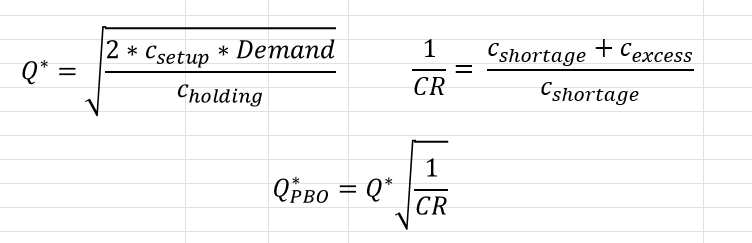 Q* = √(2 * c_setup * Demand / c_holding)
1/CR = (c_shortage + c_excess) / c_shortage
Q*_PBO = Q* √(1/CR)